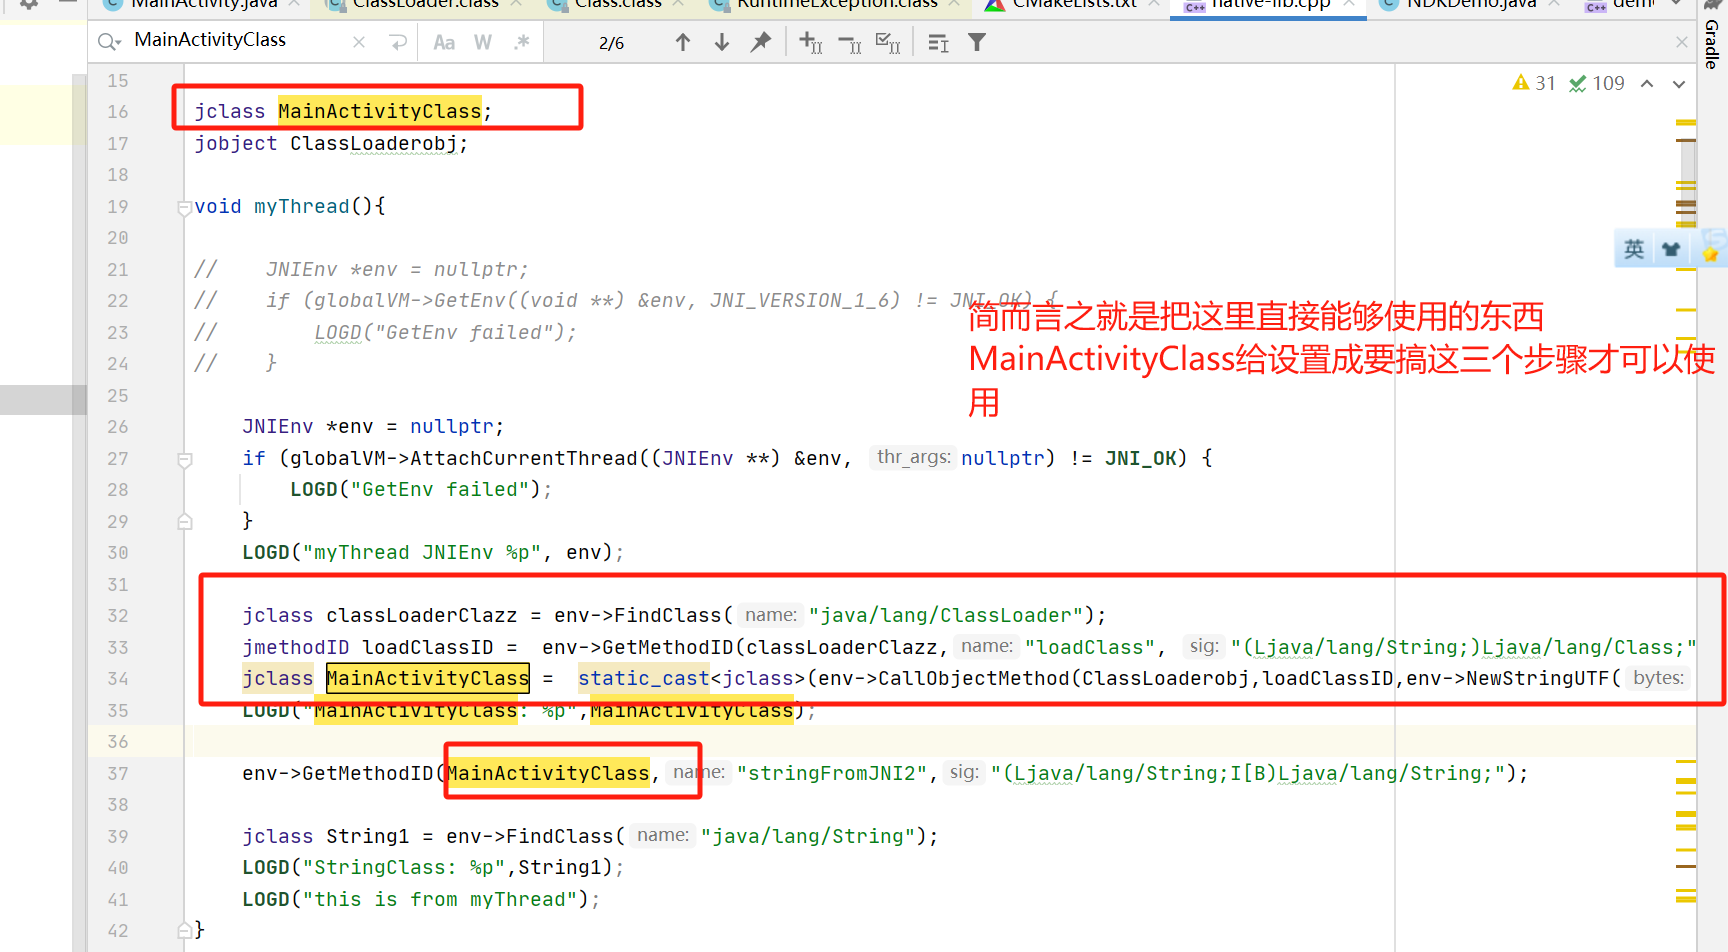 MainActivity.java ClassLoader.class Class.class RuntimeException.class CMakeLists.txt native-lib.cpp NDKDemo.java
MainActivityClass Aa W .* 2/6
Gradle
31 109
15
16 jclass MainActivityClass;
17 jobject ClassLoaderobj;
18
19 void myThread(){
20
21 // JNIEnv *env = nullptr;
22 // if (globalVM->GetEnv((void **) &env, JNI_VERSION_1_6) != JNI_OK) {
23 // LOGD("GetEnv failed");
24 // }
英
简而言之就是把这里直接能够使用的东西
MainActivityClass给设置成要搞这三个步骤才可以使
用
25
26 JNIEnv *env = nullptr;
27 if (globalVM->AttachCurrentThread((JNIEnv **) &env, thr_args: nullptr) != JNI_OK) {
28 LOGD("GetEnv failed");
29 }
30 LOGD("myThread JNIEnv %p", env);
31
32 jclass classLoaderClazz = env->FindClass( name: "java/lang/ClassLoader");
33 jmethodID loadClassID = env->GetMethodID(classLoaderClazz, name: "loadClass", sig: "(Ljava/lang/String;)Ljava/lang/Class;"
34 jclass MainActivityClass = static_cast<jclass>(env->CallObjectMethod(ClassLoaderobj,loadClassID,env->NewStringUTF( bytes:
35 LOGD("MainActivityClass: %p",MainActivityClass);
36
37 env->GetMethodID(MainActivityClass, name: "stringFromJNI2", sig: "(Ljava/lang/String;I[B)Ljava/lang/String;");
38
39 jclass String1 = env->FindClass( name: "java/lang/String");
40 LOGD("StringClass: %p",String1);
41 LOGD("this is from myThread");
42 }